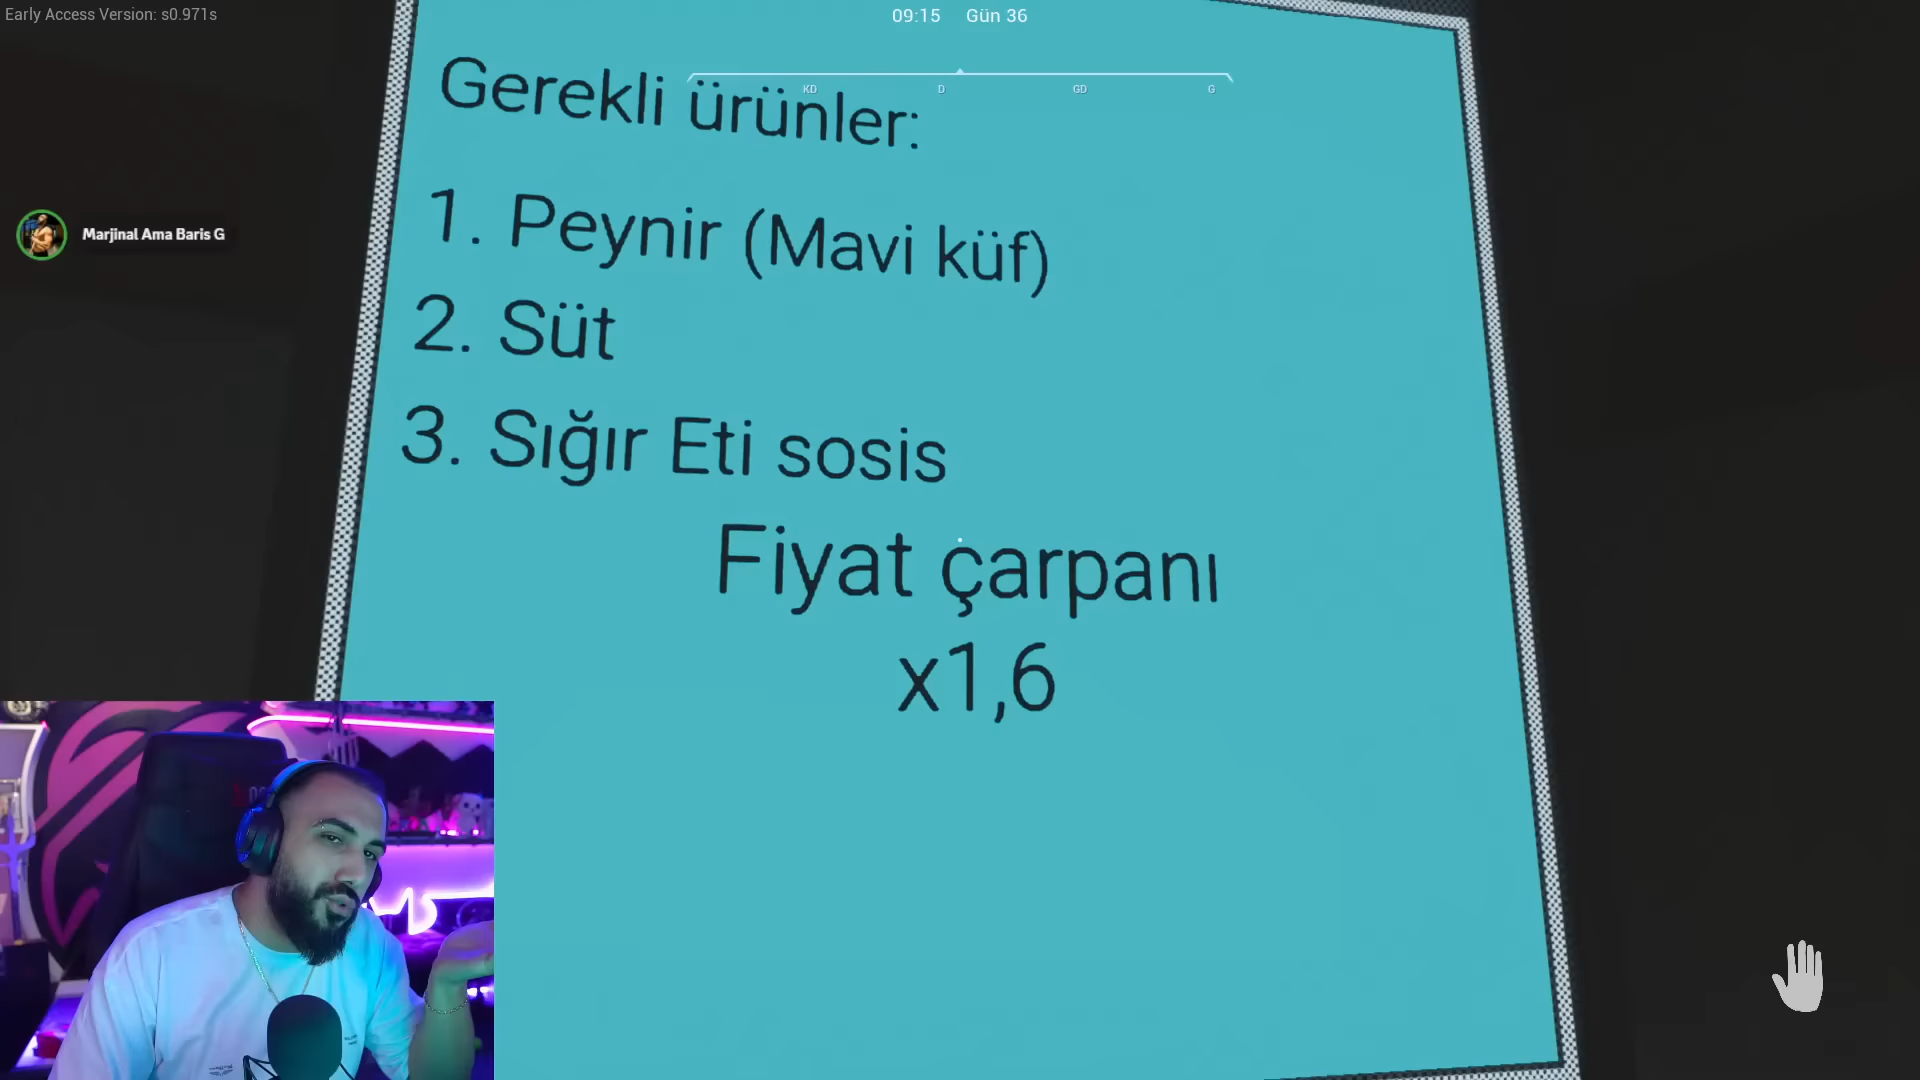 Early Access Version: s0.971s
09:15 Gün 36
KD D GD G
Gerekli ürünler:
Marjinal Ama Baris G
1. Peynir (Mavi küf)
2. Süt
3. Sığır Eti sosis
Fiyat çarpanı
x1,6